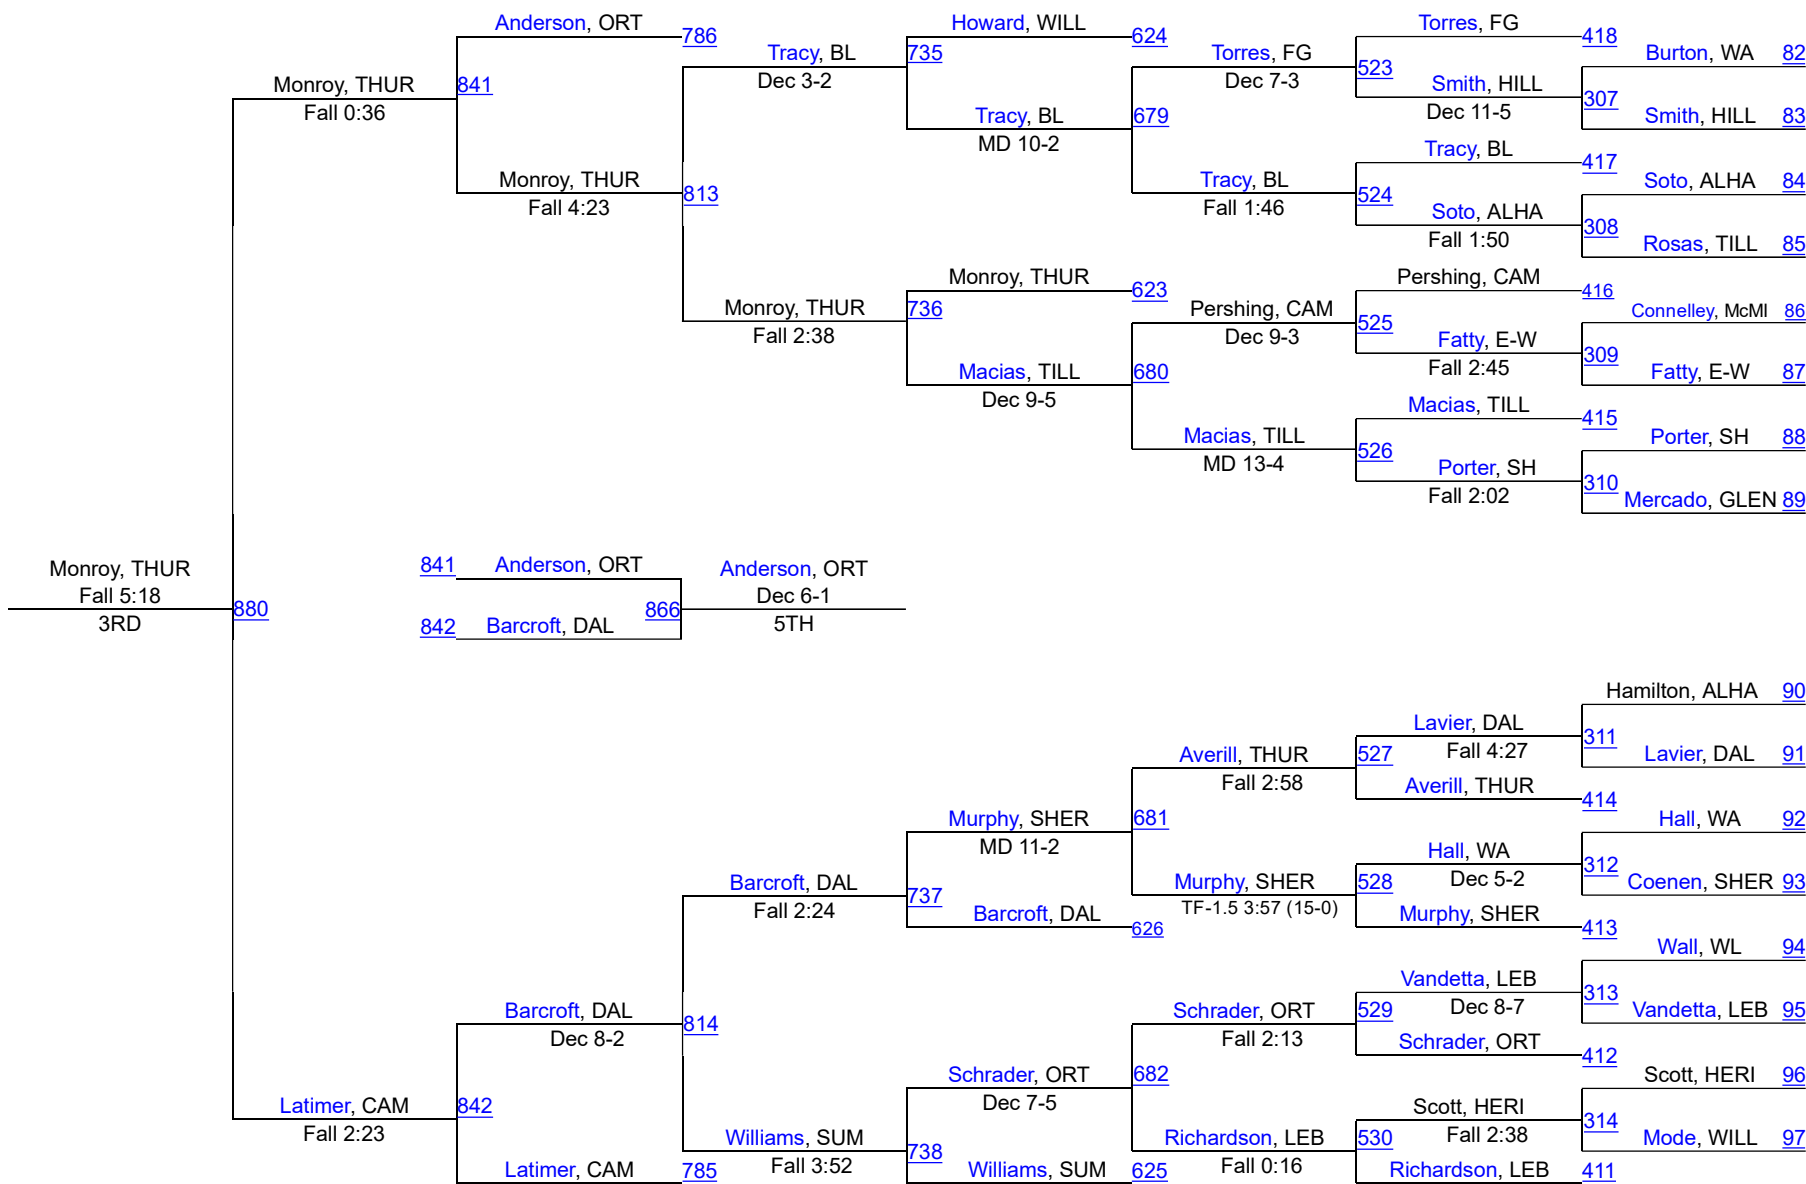 Anderson, ORT
786
Howard, WILL
624
Torres, FG
418
Burton, WA 82
Tracy, BL
Dec 3-2
735
Torres, FG
Dec 7-3
523
Smith, HILL
Dec 11-5
307
Smith, HILL 83
Monroy, THUR
Fall 0:36
841
Tracy, BL
MD 10-2
679
Tracy, BL
417
Soto, ALHA 84
Monroy, THUR
Fall 4:23
813
Tracy, BL
Fall 1:46
524
Soto, ALHA
Fall 1:50
308
Rosas, TILL 85
Monroy, THUR
623
Pershing, CAM
416
Connelley, McMI 86
Monroy, THUR
Fall 2:38
736
Pershing, CAM
Dec 9-3
525
Fatty, E-W
Fall 2:45
309
Fatty, E-W 87
Macias, TILL
Dec 9-5
680
Macias, TILL
415
Porter, SH 88
Macias, TILL
MD 13-4
526
Porter, SH
Fall 2:02
310
Mercado, GLEN 89
Monroy, THUR
Fall 5:18
3RD
880
841 Anderson, ORT
842 Barcroft, DAL
866
Anderson, ORT
Dec 6-1
5TH
Hamilton, ALHA 90
Lavier, DAL
Fall 4:27
311
Lavier, DAL 91
Averill, THUR
Fall 2:58
527
Averill, THUR
414
Hall, WA 92
Murphy, SHER
MD 11-2
681
Hall, WA
Dec 5-2
312
Coenen, SHER 93
Barcroft, DAL
Fall 2:24
737
Murphy, SHER
TF-1.5 3:57 (15-0)
528
Murphy, SHER
413
Barcroft, DAL
626
Wall, WL 94
Vandetta, LEB
Dec 8-7
313
Vandetta, LEB 95
Barcroft, DAL
Dec 8-2
814
Schrader, ORT
Fall 2:13
529
Schrader, ORT
412
Scott, HERI 96
Schrader, ORT
Dec 7-5
682
Scott, HERI
Fall 2:38
314
Mode, WILL 97
Latimer, CAM
Fall 2:23
842
Williams, SUM
Fall 3:52
738
Richardson, LEB
Fall 0:16
530
Richardson, LEB
411
Latimer, CAM
785
Williams, SUM
625